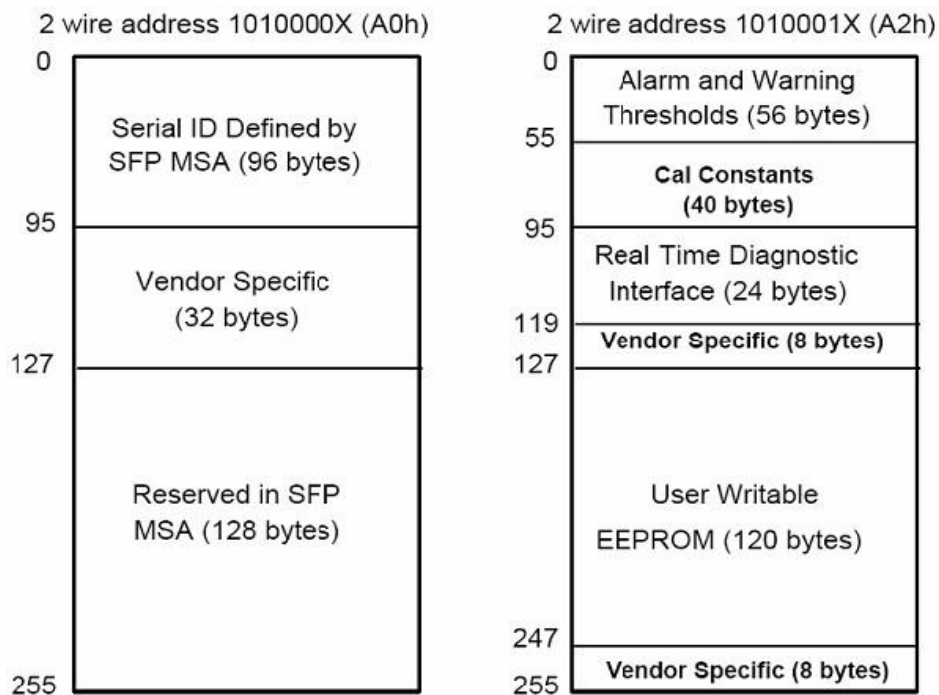 2 wire address 1010000X (A0h)
0
Serial ID Defined by
SFP MSA (96 bytes)
95
Vendor Specific
(32 bytes)
127
Reserved in SFP
MSA (128 bytes)
255
2 wire address 1010001X (A2h)
0
Alarm and Warning
Thresholds (56 bytes)
55
Cal Constants
(40 bytes)
95
Real Time Diagnostic
Interface (24 bytes)
119
Vendor Specific (8 bytes)
127
User Writable
EEPROM (120 bytes)
247
Vendor Specific (8 bytes)
255